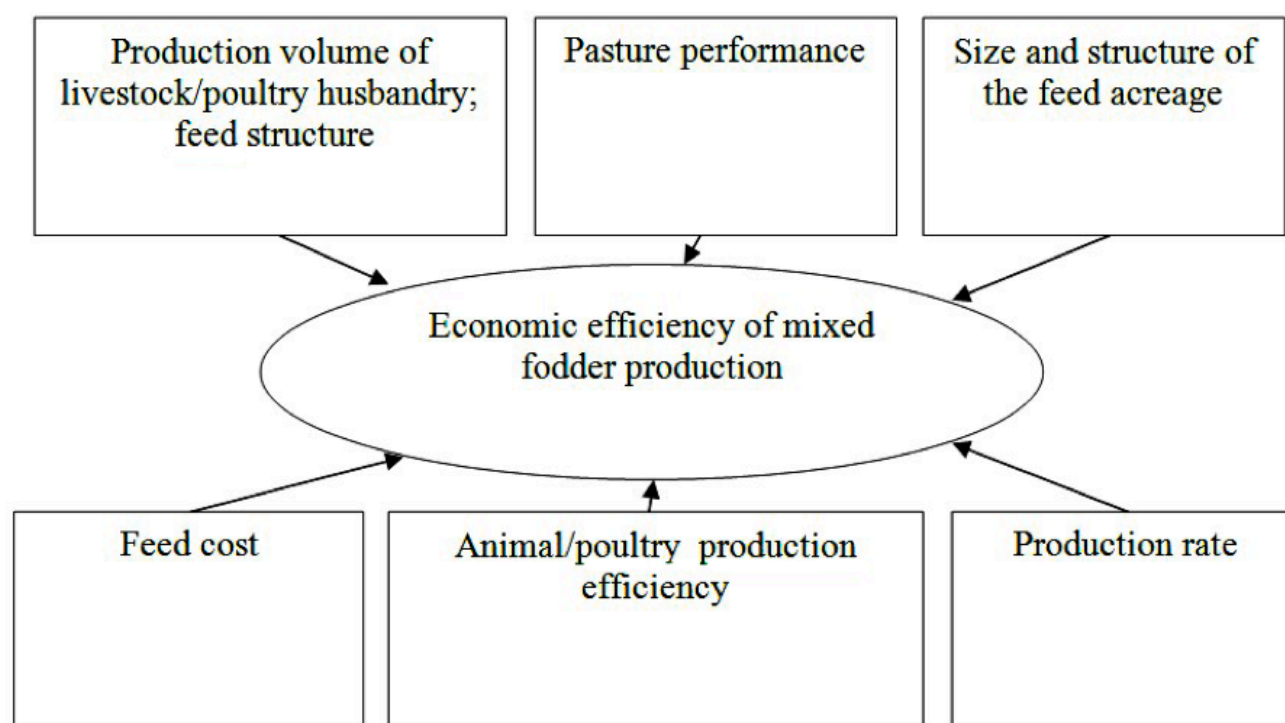 Production volume of
livestock/poultry husbandry;
feed structure
Pasture performance
Size and structure of
the feed acreage
Economic efficiency of mixed
fodder production
Feed cost
Animal/poultry production
efficiency
Production rate